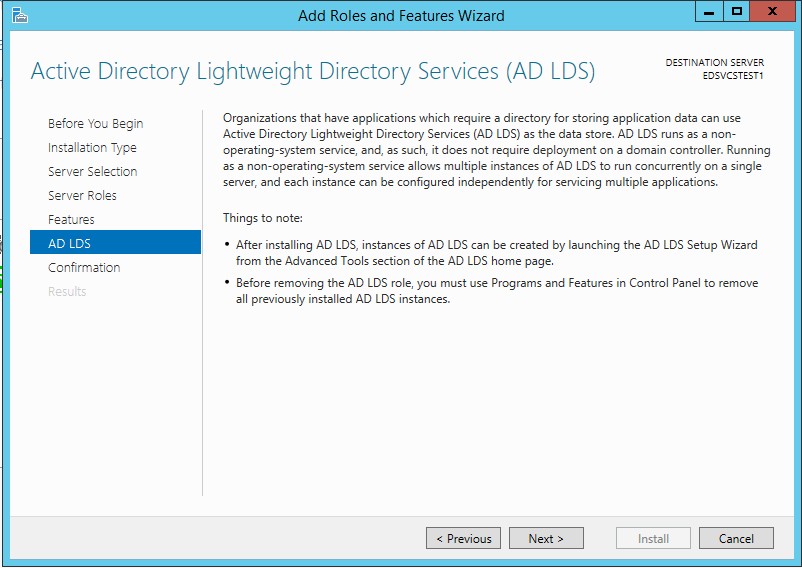 Add Roles and Features Wizard
Active Directory Lightweight Directory Services (AD LDS)
DESTINATION SERVER
EDSVCSTEST1
Before You Begin
Installation Type
Server Selection
Server Roles
Features
AD LDS
Confirmation
Results
Organizations that have applications which require a directory for storing application data can use
Active Directory Lightweight Directory Services (AD LDS) as the data store. AD LDS runs as a non-
operating-system service, and, as such, it does not require deployment on a domain controller. Running
as a non-operating-system service allows multiple instances of AD LDS to run concurrently on a single
server, and each instance can be configured independently for servicing multiple applications.
Things to note:
• After installing AD LDS, instances of AD LDS can be created by launching the AD LDS Setup Wizard
from the Advanced Tools section of the AD LDS home page.
• Before removing the AD LDS role, you must use Programs and Features in Control Panel to remove
all previously installed AD LDS instances.
< Previous
Next >
Install
Cancel